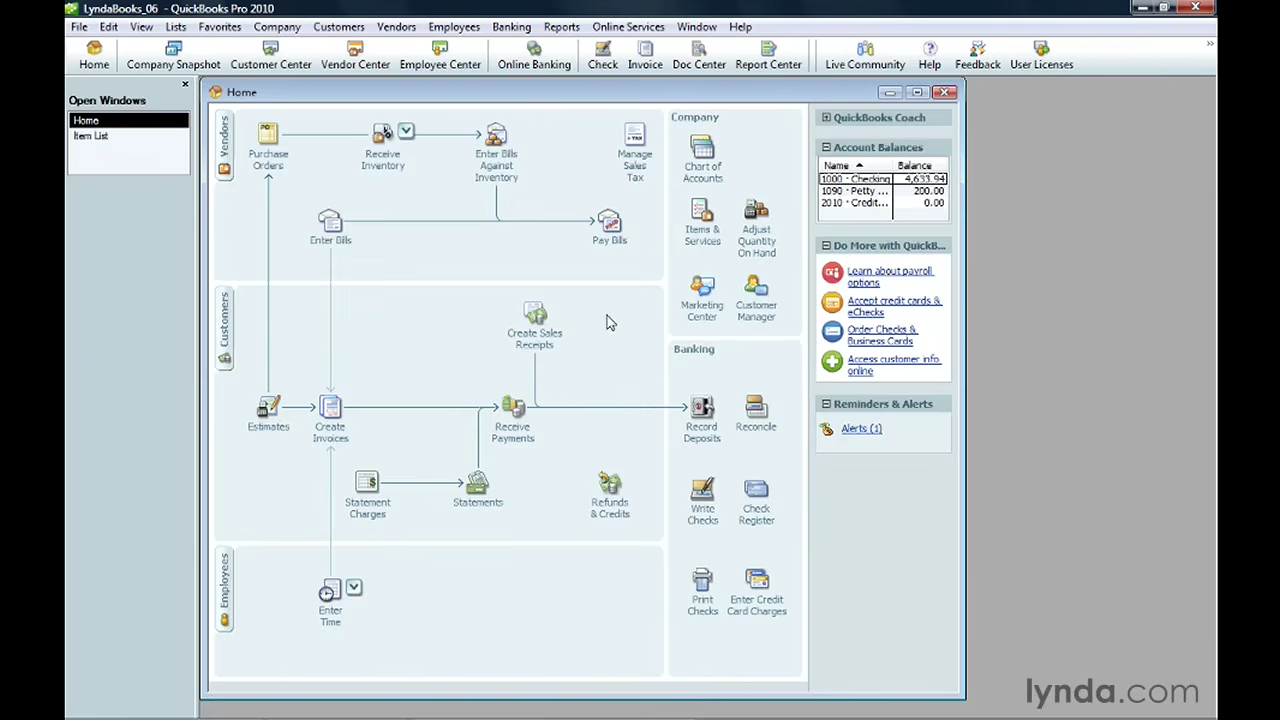 LyndaBooks_06 - QuickBooks Pro 2010
File Edit View Lists Favorites Company Customers Vendors Employees Banking Reports Online Services Window Help
Home Company Snapshot Customer Center Vendor Center Employee Center Online Banking Check Invoice Doc Center Report Center Live Community Help Feedback User Licenses
Open Windows
Home
Item List
Home
Vendors
Purchase
Orders
Receive
Inventory
Enter Bills
Against
Inventory
Manage
Sales
Tax
Enter Bills
Pay Bills
Customers
Create Sales
Receipts
Estimates
Create
Invoices
Receive
Payments
Statement
Charges
Statements
Refunds
& Credits
Employees
Enter
Time
Company
Chart of
Accounts
Items &
Services
Adjust
Quantity
On Hand
Marketing
Center
Customer
Manager
Banking
Record
Deposits
Reconcile
Write
Checks
Check
Register
Print
Checks
Enter Credit
Card Charges
QuickBooks Coach
Account Balances
Name Balance
1000 · Checking 4,633.94
1090 · Petty ... 200.00
2010 · Credit... 0.00
Do More with QuickB...
Learn about payroll
options
Accept credit cards &
eChecks
Order Checks &
Business Cards
Access customer info
online
Reminders & Alerts
Alerts (1)
lynda.com